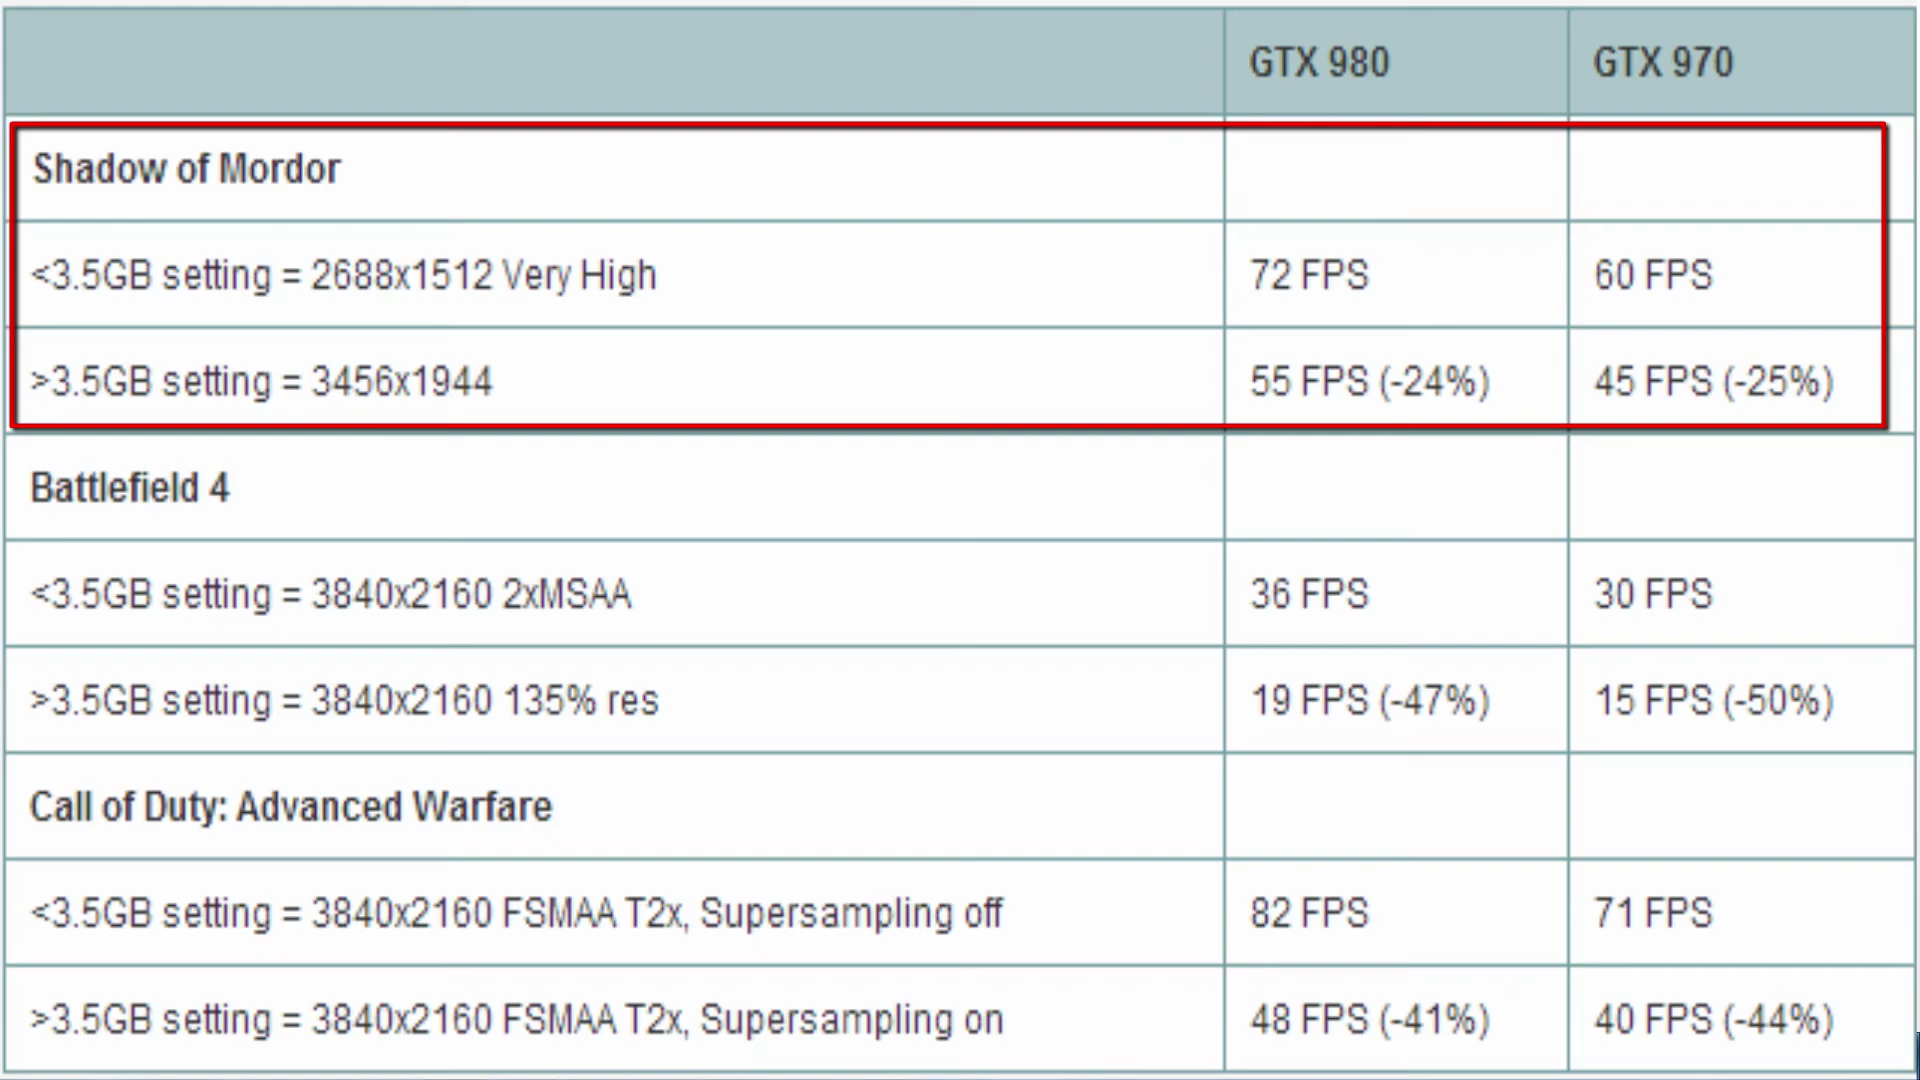 GTX 980 GTX 970
Shadow of Mordor
<3.5GB setting = 2688x1512 Very High 72 FPS 60 FPS
>3.5GB setting = 3456x1944 55 FPS (-24%) 45 FPS (-25%)
Battlefield 4
<3.5GB setting = 3840x2160 2xMSAA 36 FPS 30 FPS
>3.5GB setting = 3840x2160 135% res 19 FPS (-47%) 15 FPS (-50%)
Call of Duty: Advanced Warfare
<3.5GB setting = 3840x2160 FSMAA T2x, Supersampling off 82 FPS 71 FPS
>3.5GB setting = 3840x2160 FSMAA T2x, Supersampling on 48 FPS (-41%) 40 FPS (-44%)